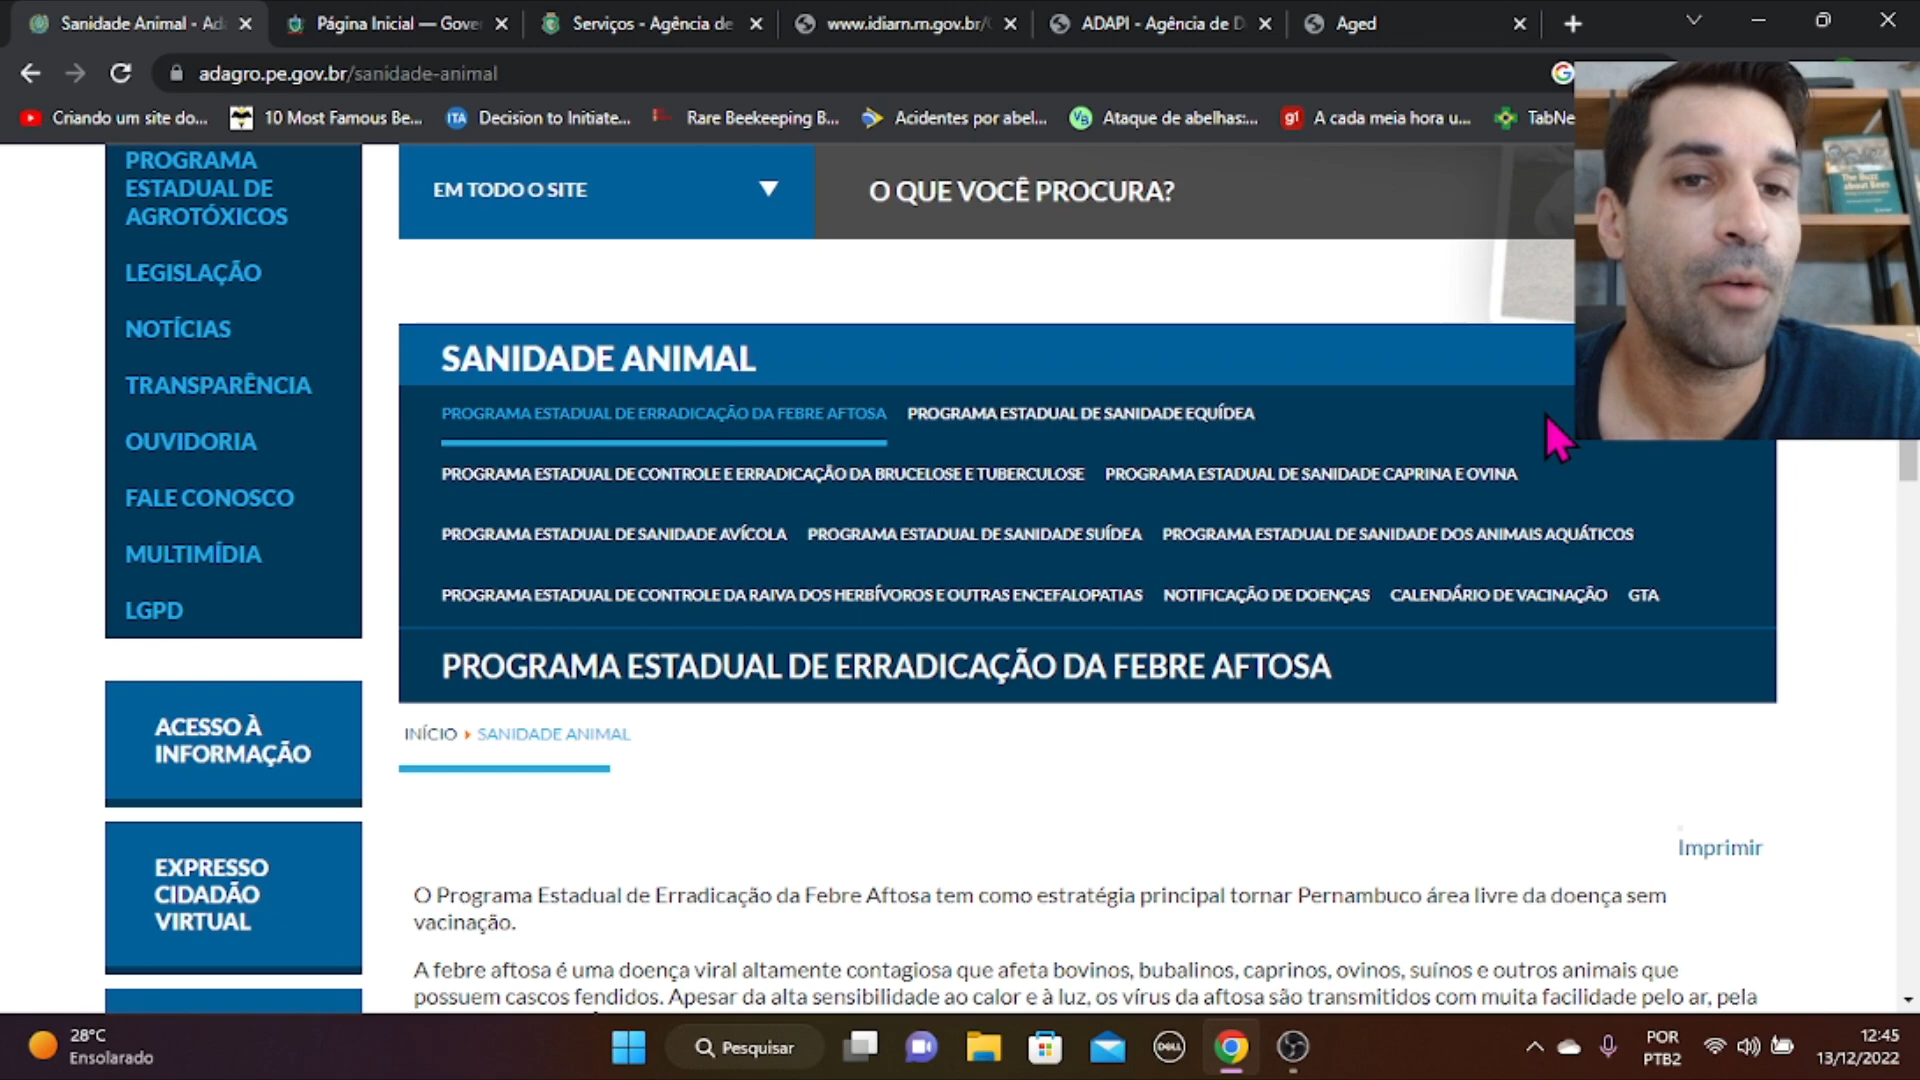 Sanidade Animal - Ad
Página Inicial — Gove
Serviços - Agência de
www.idiarn.rn.gov.br/
ADAPI - Agência de D
Aged
adagro.pe.gov.br/sanidade-animal
Criando um site do...
10 Most Famous Be...
Decision to Initiate...
Rare Beekeeping B...
Acidentes por abel...
Ataque de abelhas:...
A cada meia hora u...
TabNe
The Buzz
about Bees
PROGRAMA
ESTADUAL DE
AGROTÓXICOS
LEGISLAÇÃO
NOTÍCIAS
TRANSPARÊNCIA
OUVIDORIA
FALE CONOSCO
MULTIMÍDIA
LGPD
ACESSO À
INFORMAÇÃO
EXPRESSO
CIDADÃO
VIRTUAL
EM TODO O SITE
O QUE VOCÊ PROCURA?
SANIDADE ANIMAL
PROGRAMA ESTADUAL DE ERRADICAÇÃO DA FEBRE AFTOSA PROGRAMA ESTADUAL DE SANIDADE EQUÍDEA
PROGRAMA ESTADUAL DE CONTROLE E ERRADICAÇÃO DA BRUCELOSE E TUBERCULOSE PROGRAMA ESTADUAL DE SANIDADE CAPRINA E OVINA
PROGRAMA ESTADUAL DE SANIDADE AVÍCOLA PROGRAMA ESTADUAL DE SANIDADE SUÍDEA PROGRAMA ESTADUAL DE SANIDADE DOS ANIMAIS AQUÁTICOS
PROGRAMA ESTADUAL DE CONTROLE DA RAIVA DOS HERBÍVOROS E OUTRAS ENCEFALOPATIAS NOTIFICAÇÃO DE DOENÇAS CALENDÁRIO DE VACINAÇÃO GTA
PROGRAMA ESTADUAL DE ERRADICAÇÃO DA FEBRE AFTOSA
INÍCIO SANIDADE ANIMAL
Imprimir
O Programa Estadual de Erradicação da Febre Aftosa tem como estratégia principal tornar Pernambuco área livre da doença sem
vacinação.
A febre aftosa é uma doença viral altamente contagiosa que afeta bovinos, bubalinos, caprinos, ovinos, suínos e outros animais que
possuem cascos fendidos. Apesar da alta sensibilidade ao calor e à luz, os vírus da aftosa são transmitidos com muita facilidade pelo ar, pela
28°C
Ensolarado
Pesquisar
DELL
POR
PTB2
12:45
13/12/2022